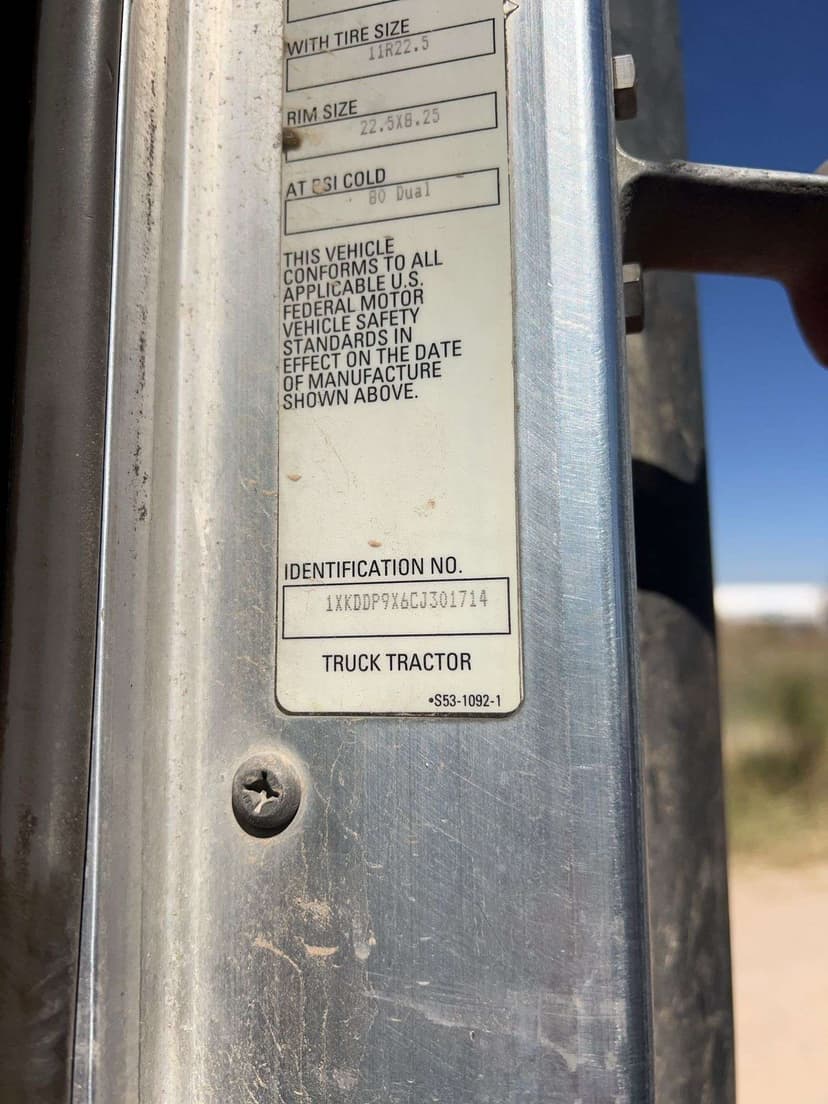 WITH TIRE SIZE
11R22.5
RIM SIZE
22.5X8.25
AT PSI COLD
80 Dual
THIS VEHICLE
CONFORMS TO ALL
APPLICABLE U.S.
FEDERAL MOTOR
VEHICLE SAFETY
STANDARDS IN
EFFECT ON THE DATE
OF MANUFACTURE
SHOWN ABOVE.
IDENTIFICATION NO.
1XKDDP9X6CJ301714
TRUCK TRACTOR
•S53-1092-1